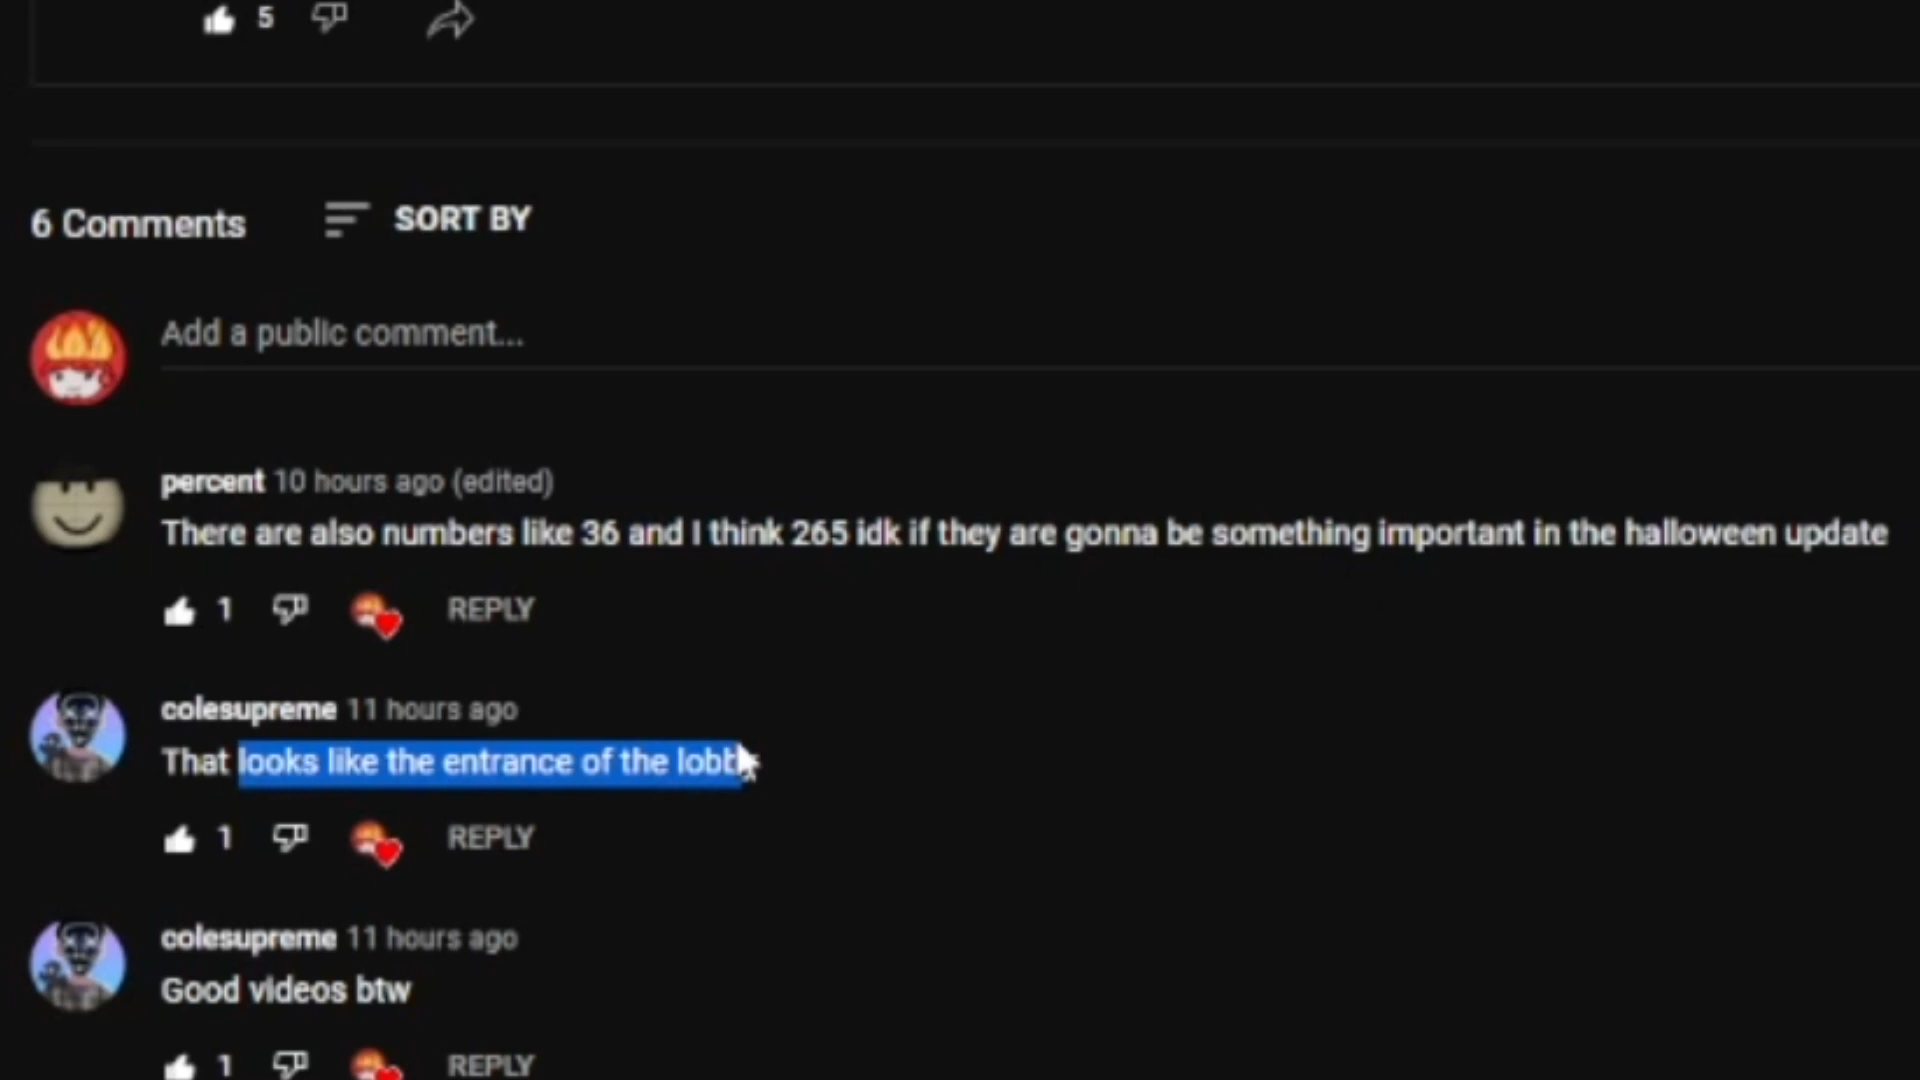 5
6 Comments SORT BY
Add a public comment...
percent 10 hours ago (edited)
There are also numbers like 36 and I think 265 idk if they are gonna be something important in the halloween update
1 REPLY
colesupreme 11 hours ago
That looks like the entrance of the lobby
1 REPLY
colesupreme 11 hours ago
Good videos btw
1 REPLY